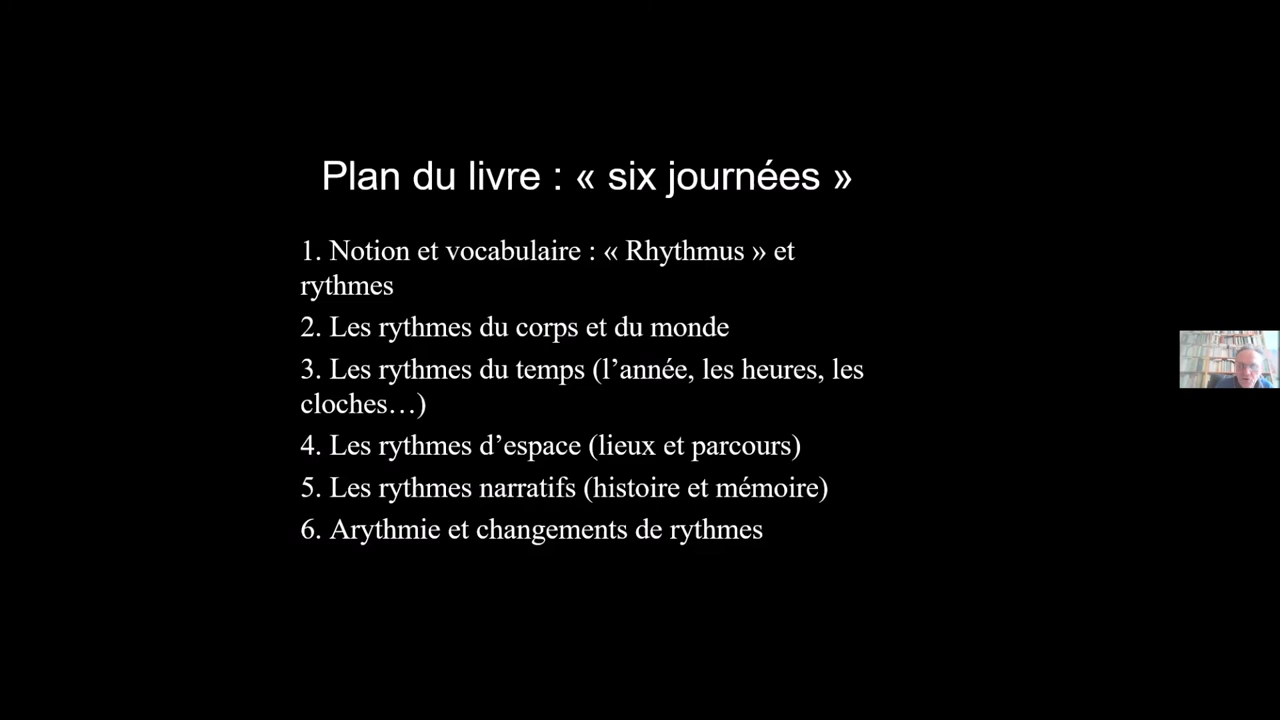 Plan du livre : « six journées »
1. Notion et vocabulaire : « Rhythmus » et
rythmes
2. Les rythmes du corps et du monde
3. Les rythmes du temps (l’année, les heures, les
cloches…)
4. Les rythmes d’espace (lieux et parcours)
5. Les rythmes narratifs (histoire et mémoire)
6. Arythmie et changements de rythmes